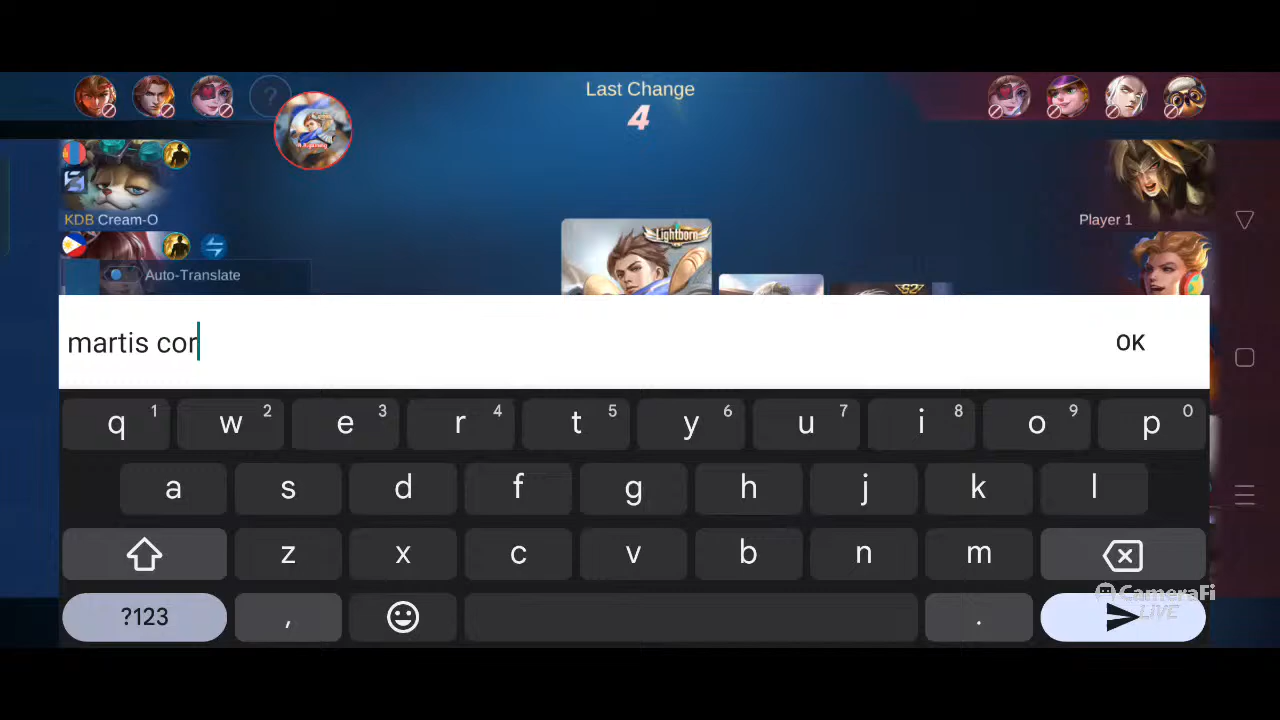 Last Change
4
?
KDB Cream-O
Player 1
Lightborn
Auto-Translate
S2
martis cor
OK
q 1 w 2 e 3 r 4 t 5 y 6 u 7 i 8 o 9 p 0
a s d f g h j k l
z x c v b n m
CameraFi
LIVE
?123 , .